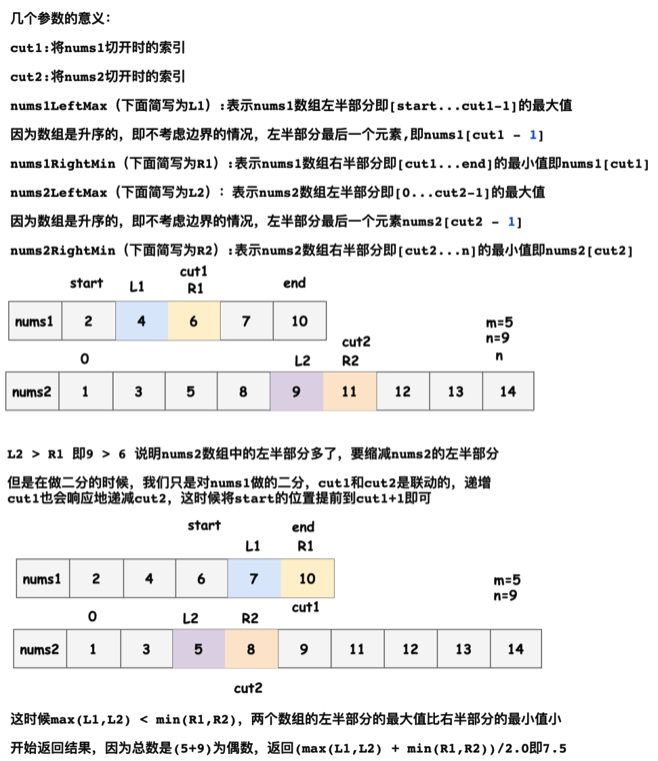 几个参数的意义：
cut1:将nums1切开时的索引
cut2:将nums2切开时的索引
nums1LeftMax（下面简写为L1）:表示nums1数组左半部分即[start...cut1-1]的最大值
因为数组是升序的，即不考虑边界的情况，左半部分最后一个元素,即nums1[cut1 - 1]
nums1RightMin（下面简写为R1）:表示nums1数组右半部分即[cut1...end]的最小值即nums1[cut1]
nums2LeftMax（下面简写为L2）：表示nums2数组左半部分即[0...cut2-1]的最大值
因为数组是升序的，即不考虑边界的情况，左半部分最后一个元素nums2[cut2 - 1]
nums2RightMin（下面简写为R2）:表示nums2数组右半部分即[cut2...n]的最小值即nums2[cut2]
cut1
start L1 R1 end
nums1 2 4 6 7 10 m=5
n=9
cut2
0 L2 R2 n
nums2 1 3 5 8 9 11 12 13 14
L2 > R1 即9 > 6 说明nums2数组中的左半部分多了，要缩减nums2的左半部分
但是在做二分的时候，我们只是对nums1做的二分，cut1和cut2是联动的，递增
cut1也会响应地递减cut2，这时候将start的位置提前到cut1+1即可
start end
L1 R1
nums1 2 4 6 7 10 m=5
n=9
cut1
0 L2 R2
nums2 1 3 5 8 9 11 12 13 14
cut2
这时候max(L1,L2) < min(R1,R2)，两个数组的左半部分的最大值比右半部分的最小值小
开始返回结果，因为总数是(5+9)为偶数，返回(max(L1,L2) + min(R1,R2))/2.0即7.5